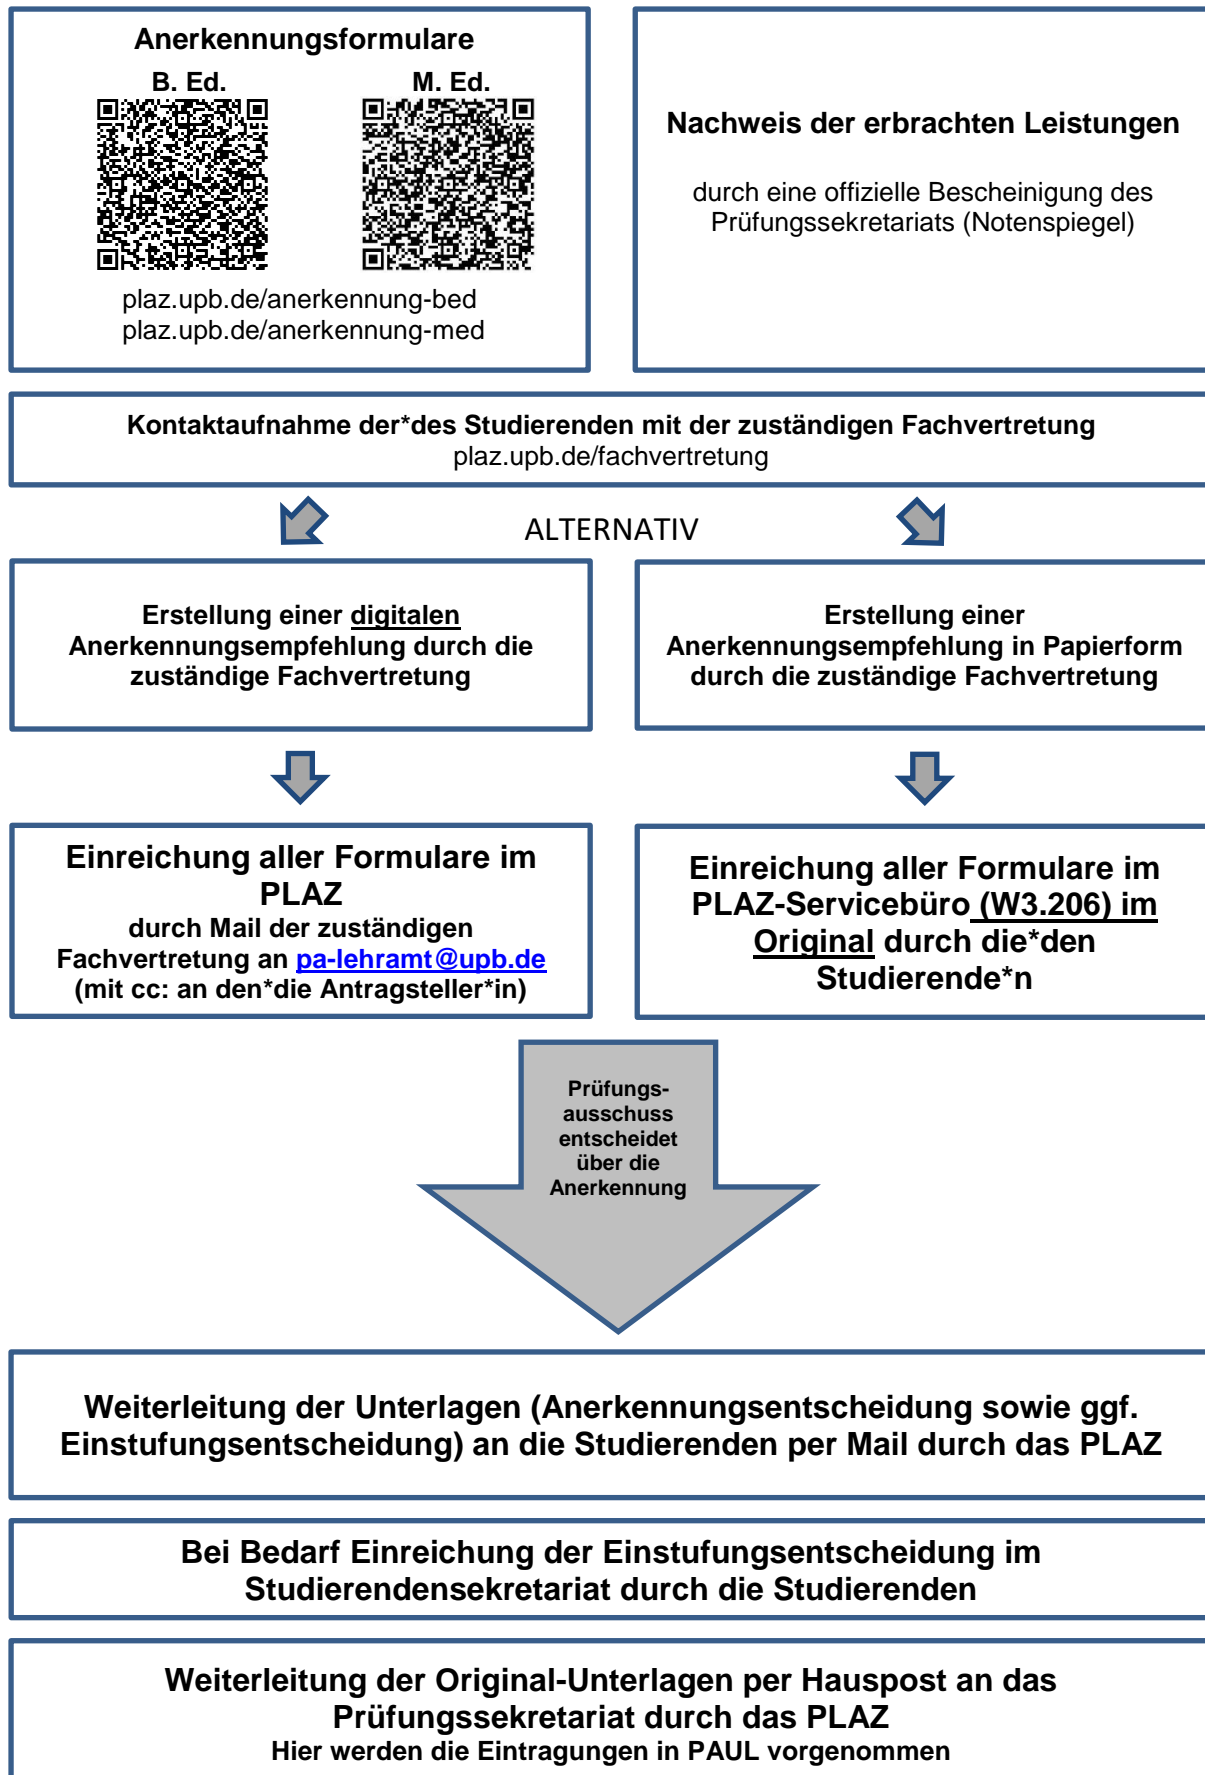 Anerkennungsformulare
B. Ed.
M. Ed.
plaz.upb.de/anerkennung-bed
plaz.upb.de/anerkennung-med
Nachweis der erbrachten Leistungen
durch eine offizielle Bescheinigung des
Prüfungssekretariats (Notenspiegel)
Kontaktaufnahme der*des Studierenden mit der zuständigen Fachvertretung
plaz.upb.de/fachvertretung
ALTERNATIV
Erstellung einer digitalen
Anerkennungsempfehlung durch die
zuständige Fachvertretung
Erstellung einer
Anerkennungsempfehlung in Papierform
durch die zuständige Fachvertretung
Einreichung aller Formulare im
PLAZ
durch Mail der zuständigen
Fachvertretung an pa-lehramt@upb.de
(mit cc: an den*die Antragsteller*in)
Einreichung aller Formulare im
PLAZ-Servicebüro (W3.206) im
Original durch die*den
Studierende*n
Prüfungs-
ausschuss
entscheidet
über die
Anerkennung
Weiterleitung der Unterlagen (Anerkennungsentscheidung sowie ggf.
Einstufungsentscheidung) an die Studierenden per Mail durch das PLAZ
Bei Bedarf Einreichung der Einstufungsentscheidung im
Studierendensekretariat durch die Studierenden
Weiterleitung der Original-Unterlagen per Hauspost an das
Prüfungssekretariat durch das PLAZ
Hier werden die Eintragungen in PAUL vorgenommen